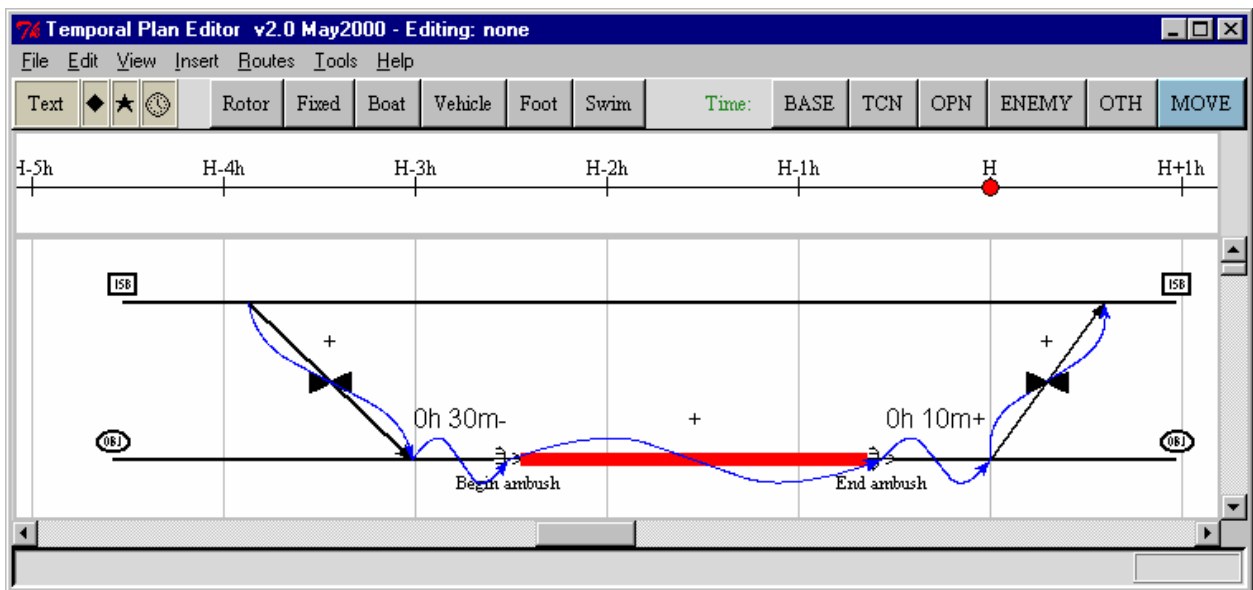 Temporal Plan Editor v2.0 May2000 - Editing: none
File Edit View Insert Routes Tools Help
Text Rotor Fixed Boat Vehicle Foot Swim Time: BASE TCN OPN ENEMY OTH MOVE
H-5h H-4h H-3h H-2h H-1h H H+1h
ISB ISB
+ +
0h 30m- + 0h 10m+
OBJ OBJ
Begin ambush End ambush